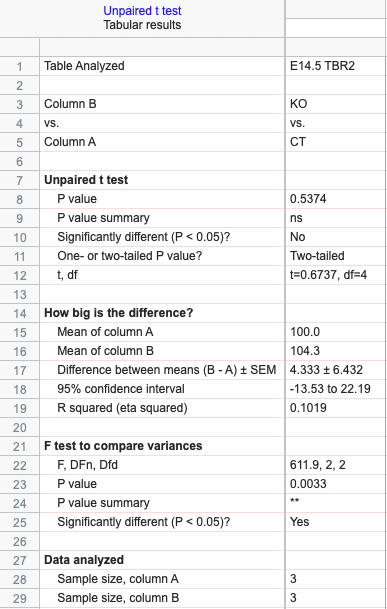 Unpaired t test
Tabular results
1 Table Analyzed E14.5 TBR2
2
3 Column B KO
4 vs. vs.
5 Column A CT
6
7 Unpaired t test
8 P value 0.5374
9 P value summary ns
10 Significantly different (P < 0.05)? No
11 One- or two-tailed P value? Two-tailed
12 t, df t=0.6737, df=4
13
14 How big is the difference?
15 Mean of column A 100.0
16 Mean of column B 104.3
17 Difference between means (B - A) ± SEM 4.333 ± 6.432
18 95% confidence interval -13.53 to 22.19
19 R squared (eta squared) 0.1019
20
21 F test to compare variances
22 F, DFn, Dfd 611.9, 2, 2
23 P value 0.0033
24 P value summary **
25 Significantly different (P < 0.05)? Yes
26
27 Data analyzed
28 Sample size, column A 3
29 Sample size, column B 3